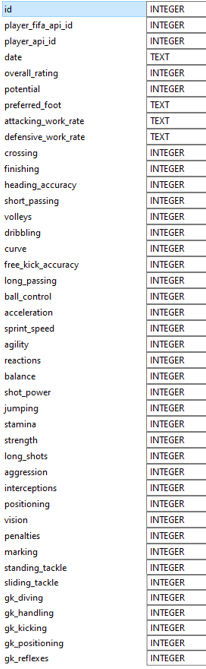 id INTEGER
player_fifa_api_id INTEGER
player_api_id INTEGER
date TEXT
overall_rating INTEGER
potential INTEGER
preferred_foot TEXT
attacking_work_rate TEXT
defensive_work_rate TEXT
crossing INTEGER
finishing INTEGER
heading_accuracy INTEGER
short_passing INTEGER
volleys INTEGER
dribbling INTEGER
curve INTEGER
free_kick_accuracy INTEGER
long_passing INTEGER
ball_control INTEGER
acceleration INTEGER
sprint_speed INTEGER
agility INTEGER
reactions INTEGER
balance INTEGER
shot_power INTEGER
jumping INTEGER
stamina INTEGER
strength INTEGER
long_shots INTEGER
aggression INTEGER
interceptions INTEGER
positioning INTEGER
vision INTEGER
penalties INTEGER
marking INTEGER
standing_tackle INTEGER
sliding_tackle INTEGER
gk_diving INTEGER
gk_handling INTEGER
gk_kicking INTEGER
gk_positioning INTEGER
gk_reflexes INTEGER